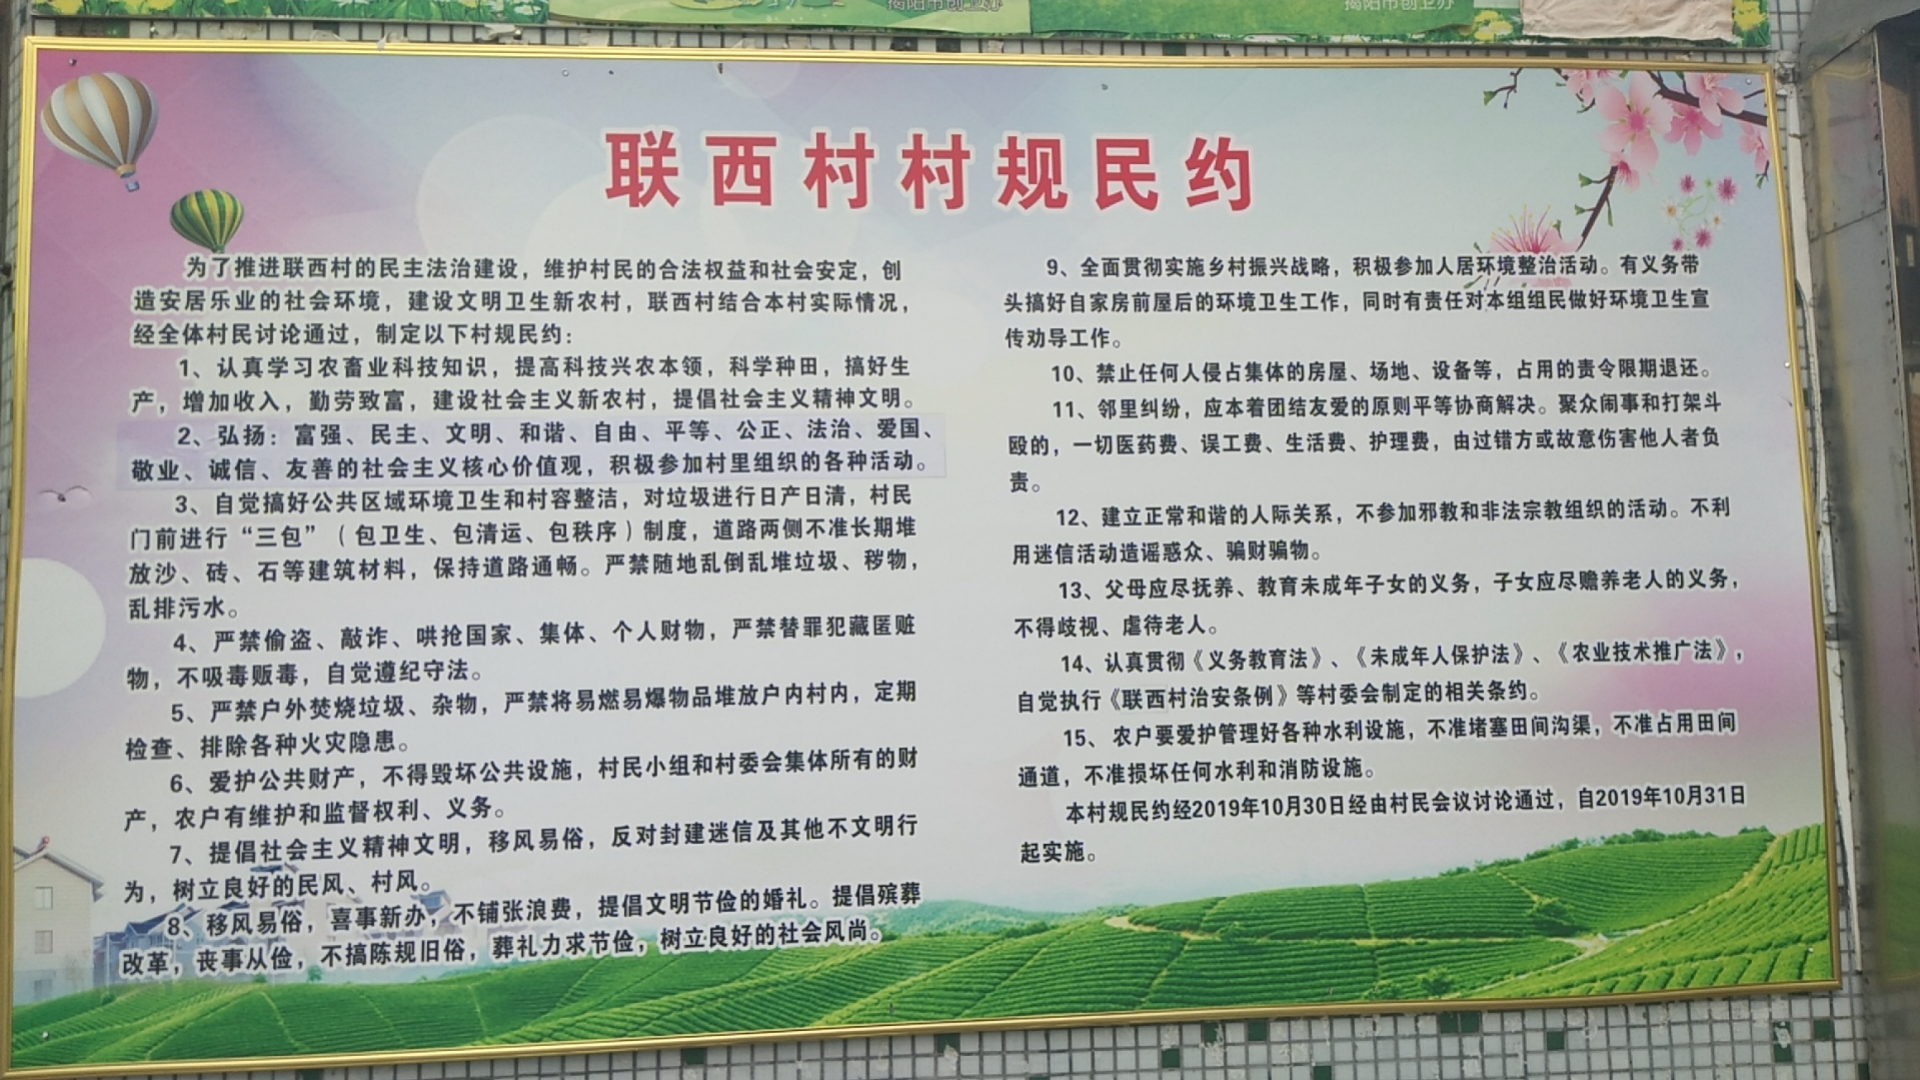 揭阳市创卫办
揭阳市创卫办
联西村村规民约
为了推进联西村的民主法治建设，维护村民的合法权益和社会安定，创
造安居乐业的社会环境，建设文明卫生新农村，联西村结合本村实际情况，
经全体村民讨论通过，制定以下村规民约：
1、认真学习农畜业科技知识，提高科技兴农本领，科学种田，搞好生
产，增加收入，勤劳致富，建设社会主义新农村，提倡社会主义精神文明。
2、弘扬：富强、民主、文明、和谐、自由、平等、公正、法治、爱国、
敬业、诚信、友善的社会主义核心价值观，积极参加村里组织的各种活动。
3、自觉搞好公共区域环境卫生和村容整洁，对垃圾进行日产日清，村民
门前进行“三包”（包卫生、包清运、包秩序）制度，道路两侧不准长期堆
放沙、砖、石等建筑材料，保持道路通畅。严禁随地乱倒乱堆垃圾、秽物，
乱排污水。
4、严禁偷盗、敲诈、哄抢国家、集体、个人财物，严禁替罪犯藏匿赃
物，不吸毒贩毒，自觉遵纪守法。
5、严禁户外焚烧垃圾、杂物，严禁将易燃易爆物品堆放户内村内，定期
检查、排除各种火灾隐患。
6、爱护公共财产，不得毁坏公共设施，村民小组和村委会集体所有的财
产，农户有维护和监督权利、义务。
7、提倡社会主义精神文明，移风易俗，反对封建迷信及其他不文明行
为，树立良好的民风、村风。
8、移风易俗，喜事新办，不铺张浪费，提倡文明节俭的婚礼。提倡殡葬
改革，丧事从俭，不搞陈规旧俗，葬礼力求节俭，树立良好的社会风尚。
9、全面贯彻实施乡村振兴战略，积极参加人居环境整治活动。有义务带
头搞好自家房前屋后的环境卫生工作，同时有责任对本组组民做好环境卫生宣
传劝导工作。
10、禁止任何人侵占集体的房屋、场地、设备等，占用的责令限期退还。
11、邻里纠纷，应本着团结友爱的原则平等协商解决。聚众闹事和打架斗
殴的，一切医药费、误工费、生活费、护理费，由过错方或故意伤害他人者负
责。
12、建立正常和谐的人际关系，不参加邪教和非法宗教组织的活动。不利
用迷信活动造谣惑众、骗财骗物。
13、父母应尽抚养、教育未成年子女的义务，子女应尽赡养老人的义务，
不得歧视、虐待老人。
14、认真贯彻《义务教育法》、《未成年人保护法》、《农业技术推广法》，
自觉执行《联西村治安条例》等村委会制定的相关条约。
15、 农户要爱护管理好各种水利设施，不准堵塞田间沟渠，不准占用田间
通道，不准损坏任何水利和消防设施。
本村规民约经2019年10月30日经由村民会议讨论通过，自2019年10月31日
起实施。